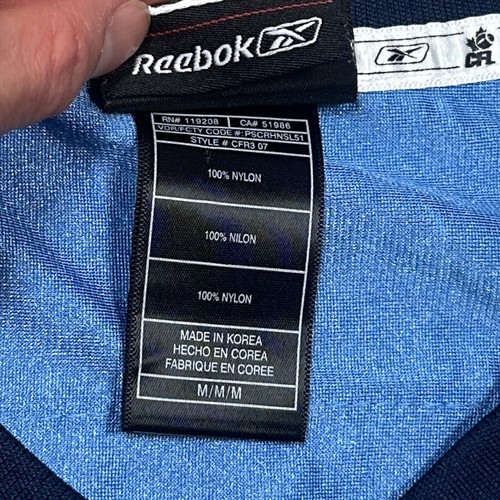 Reebok
CFL
RN# 119208 CA# 51986
VDR/FCTY CODE #:PSCRHNSL51
STYLE # CFR3 07
100% NYLON
100% NILON
100% NYLON
MADE IN KOREA
HECHO EN COREA
FABRIQUE EN COREE
M/M/M